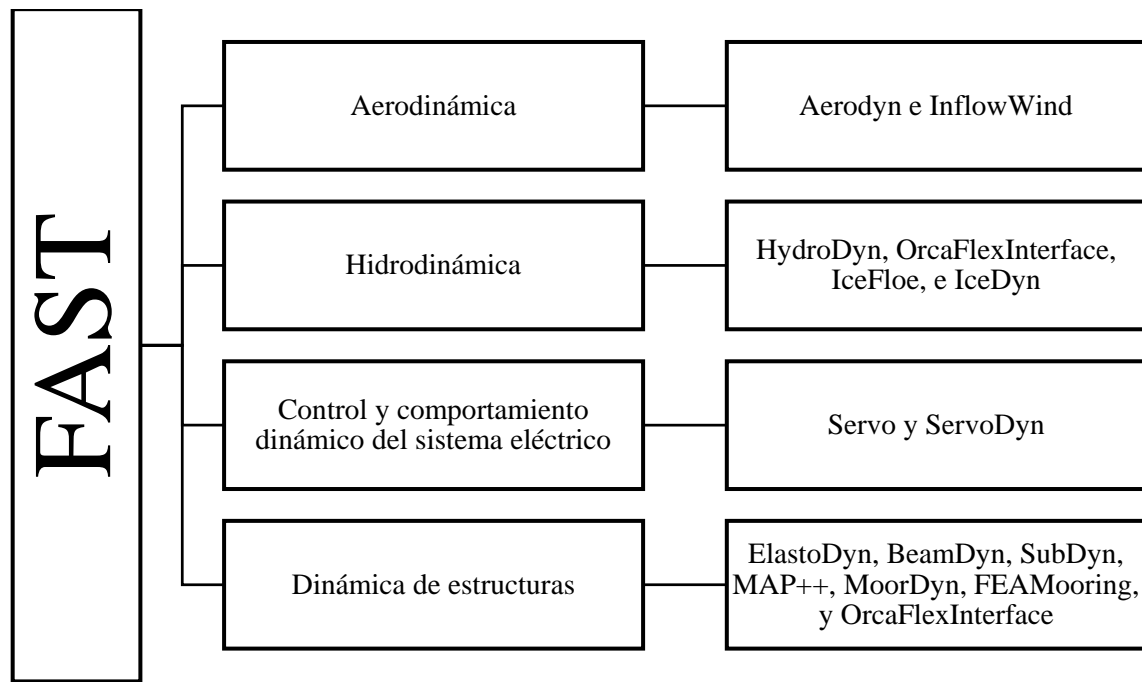 FAST
Aerodinámica
Aerodyn e InflowWind
Hidrodinámica
HydroDyn, OrcaFlexInterface,
IceFloe, e IceDyn
Control y comportamiento
dinámico del sistema eléctrico
Servo y ServoDyn
Dinámica de estructuras
ElastoDyn, BeamDyn, SubDyn,
MAP++, MoorDyn, FEAMooring,
y OrcaFlexInterface